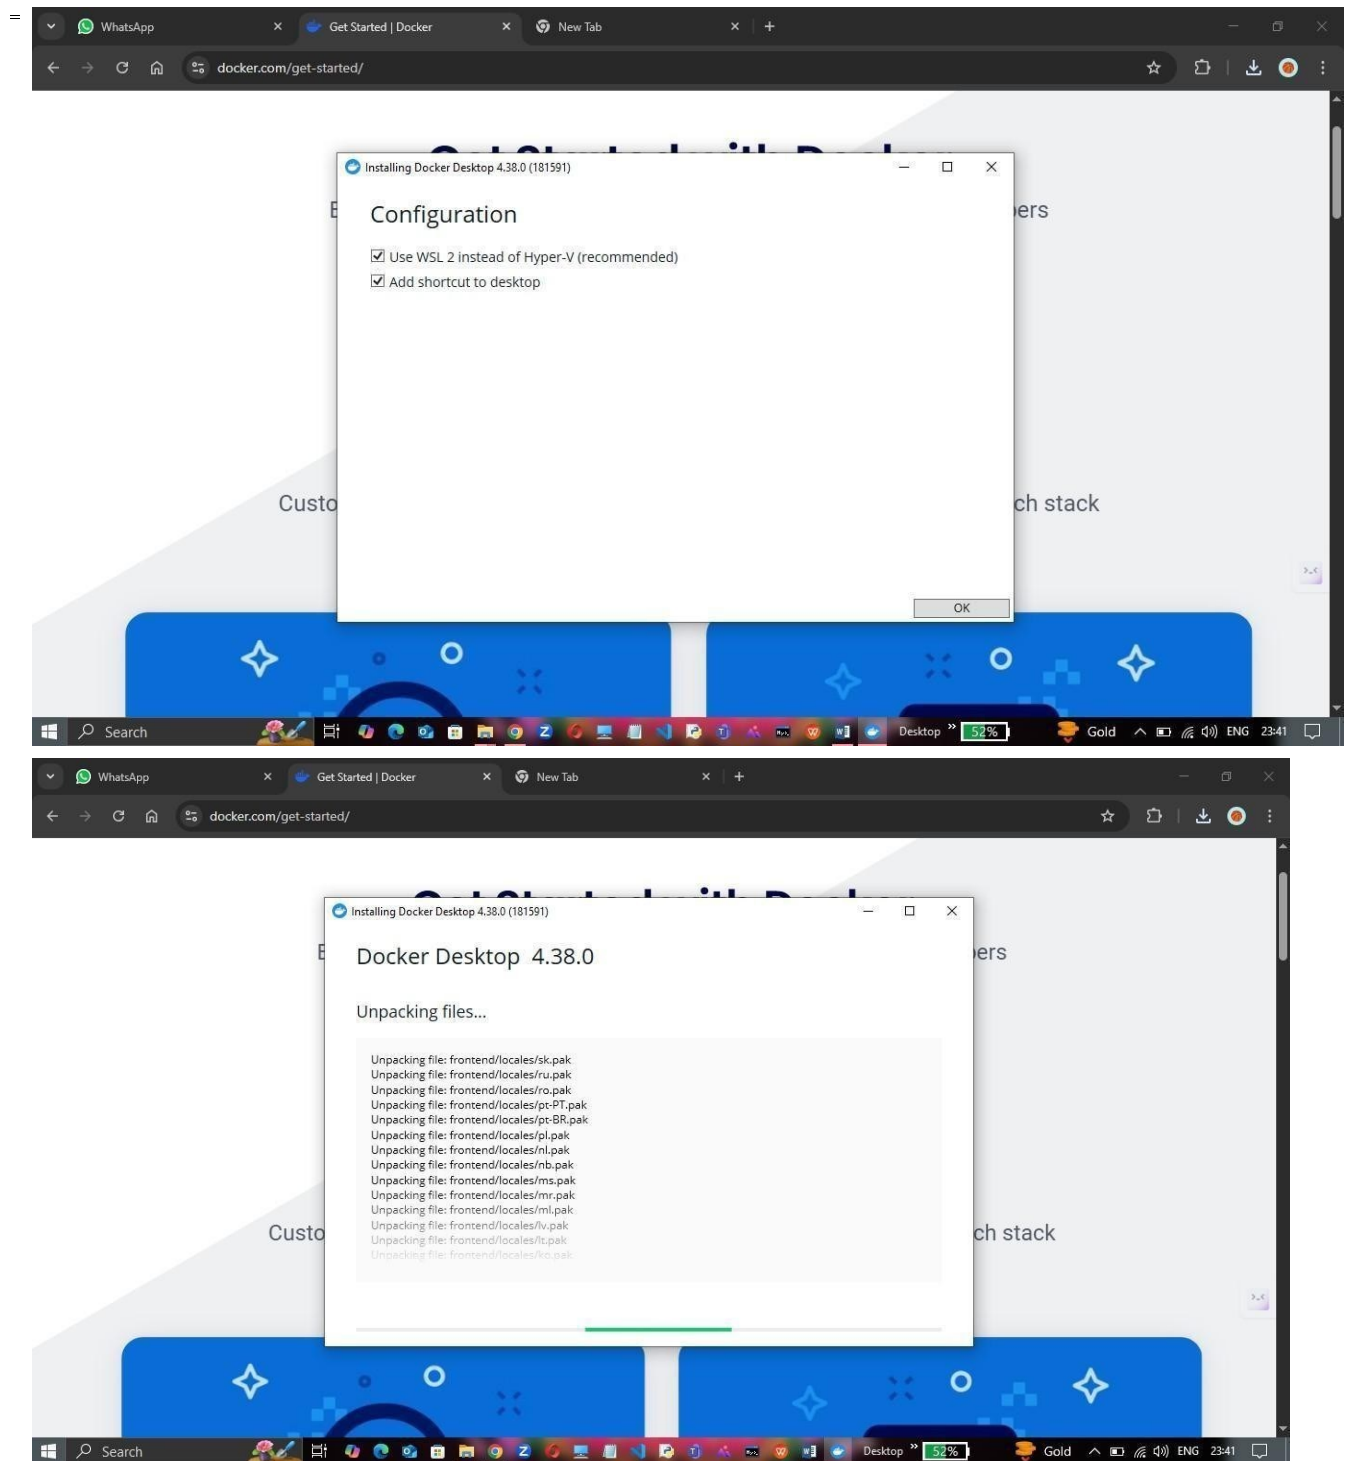 =
WhatsApp
Get Started | Docker
New Tab
docker.com/get-started/
Installing Docker Desktop 4.38.0 (181591)
Configuration
ers
Use WSL 2 instead of Hyper-V (recommended)
Add shortcut to desktop
Custo
ch stack
OK
Search
Desktop
52%
Gold
ENG
23:41
WhatsApp
Get Started | Docker
New Tab
docker.com/get-started/
Installing Docker Desktop 4.38.0 (181591)
Docker Desktop 4.38.0
ers
Unpacking files...
Unpacking file: frontend/locales/sk.pak
Unpacking file: frontend/locales/ru.pak
Unpacking file: frontend/locales/ro.pak
Unpacking file: frontend/locales/pt-PT.pak
Unpacking file: frontend/locales/pt-BR.pak
Unpacking file: frontend/locales/pl.pak
Unpacking file: frontend/locales/nl.pak
Unpacking file: frontend/locales/nb.pak
Unpacking file: frontend/locales/ms.pak
Unpacking file: frontend/locales/mr.pak
Unpacking file: frontend/locales/ml.pak
Unpacking file: frontend/locales/lv.pak
Unpacking file: frontend/locales/lt.pak
Unpacking file: frontend/locales/ko.pak
Custo
ch stack
Search
Desktop
52%
Gold
ENG
23:41